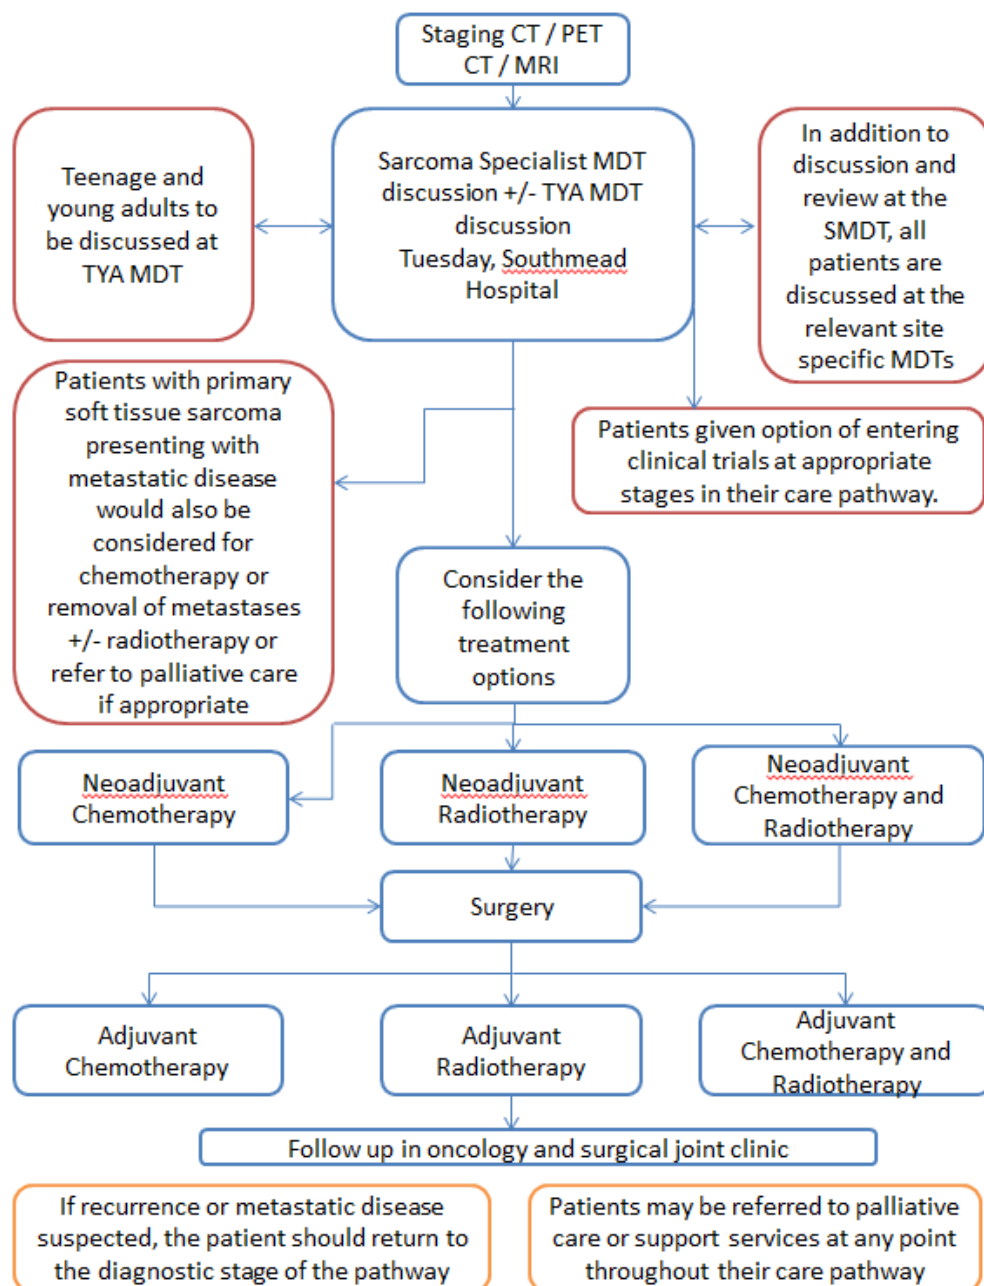 Staging CT / PET
CT / MRI
Teenage and
young adults to
be discussed at
TYA MDT
Sarcoma Specialist MDT
discussion +/- TYA MDT
discussion
Tuesday, Southmead
Hospital
In addition to
discussion and
review at the
SMDT, all
patients are
discussed at the
relevant site
specific MDTs
Patients with primary
soft tissue sarcoma
presenting with
metastatic disease
would also be
considered for
chemotherapy or
removal of metastases
+/- radiotherapy or
refer to palliative care
if appropriate
Patients given option of entering
clinical trials at appropriate
stages in their care pathway.
Consider the
following
treatment
options
Neoadjuvant
Chemotherapy
Neoadjuvant
Radiotherapy
Neoadjuvant
Chemotherapy and
Radiotherapy
Surgery
Adjuvant
Chemotherapy
Adjuvant
Radiotherapy
Adjuvant
Chemotherapy and
Radiotherapy
Follow up in oncology and surgical joint clinic
If recurrence or metastatic disease
suspected, the patient should return to
the diagnostic stage of the pathway
Patients may be referred to palliative
care or support services at any point
throughout their care pathway